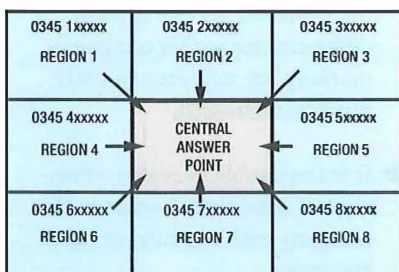 0345 1xxxxx
REGION 1
0345 2xxxxx
REGION 2
0345 3xxxxx
REGION 3
0345 4xxxxx
REGION 4
CENTRAL
ANSWER
POINT
0345 5xxxxx
REGION 5
0345 6xxxxx
REGION 6
0345 7xxxxx
REGION 7
0345 8xxxxx
REGION 8